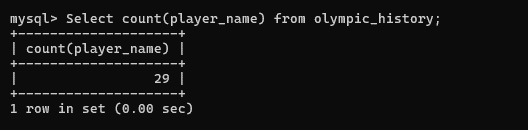 mysql> Select count(player_name) from olympic_history;
+--------------------+
| count(player_name) |
+--------------------+
|                 29 |
+--------------------+
1 row in set (0.00 sec)